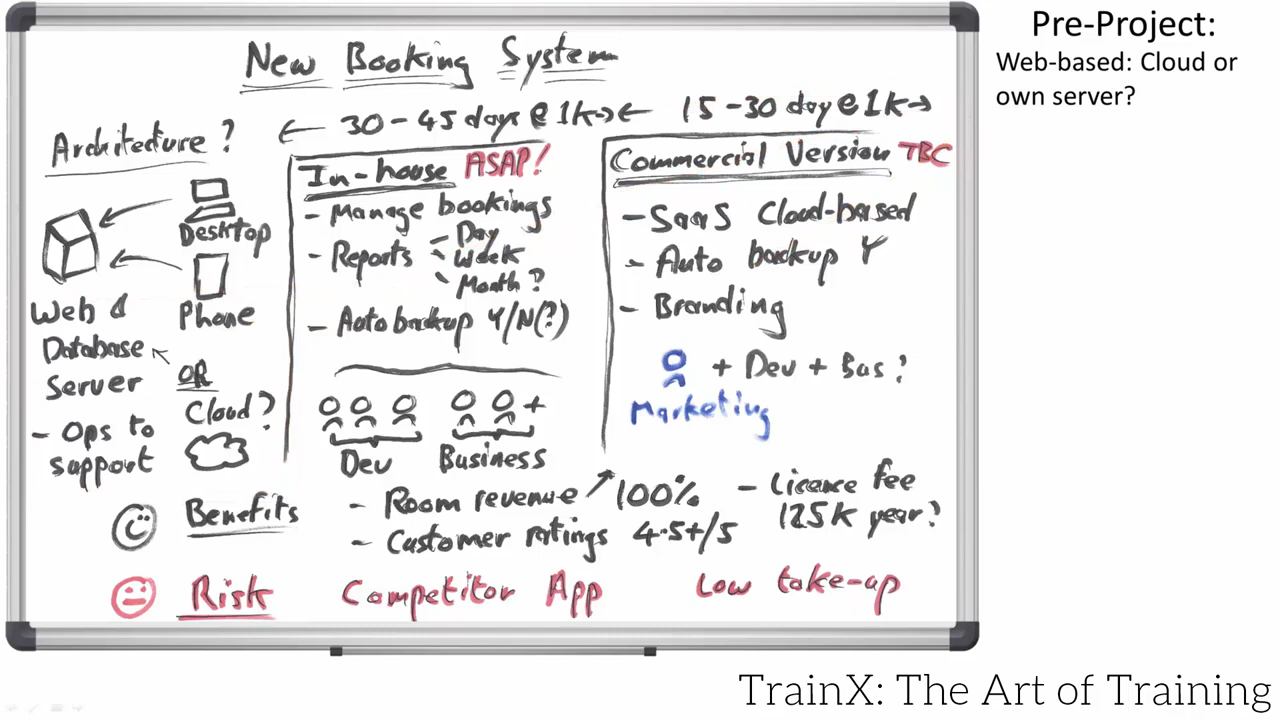 New Booking System
← 30 - 45 days @ 1k → ← 15 - 30 day @ 1k →
Architecture?
Desktop
Phone
Web &
Database
Server
OR
Cloud?
- Ops to
support
In-house ASAP!
- Manage bookings
- Reports - Day
- Week
- Month?
- Auto backup Y/N(?)
Dev
Business
+
Commercial Version TBC
- SaaS Cloud-based
- Auto backup Y
- Branding
+ Dev + Bus?
Marketing
Benefits
- Room revenue ↗ 100%
- Customer ratings 4.5+/5
- Licence fee
125k year?
Risk Competitor App Low take-up
Pre-Project:
Web-based: Cloud or
own server?
TrainX: The Art of Training